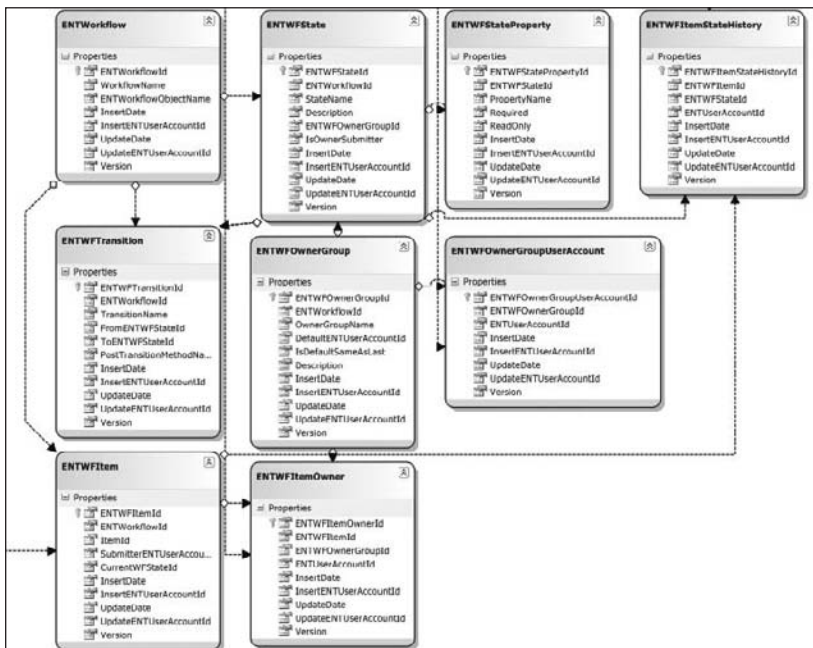 ENTWorkflow
Properties
ENTWorkflowId
WorkflowName
ENTWorkflowObjectName
InsertDate
InsertENTUserAccountId
UpdateDate
UpdateENTUserAccountId
Version
ENTWFState
Properties
ENTWFStateId
ENTWorkflowId
StateName
Description
ENTWFOwnerGroupId
IsOwnerSubmitter
InsertDate
InsertENTUserAccountId
UpdateDate
UpdateENTUserAccountId
Version
ENTWFStateProperty
Properties
ENTWFStatePropertyId
ENTWFStateId
PropertyName
Required
ReadOnly
InsertDate
InsertENTUserAccountId
UpdateDate
UpdateENTUserAccountId
Version
ENTWFItemStateHistory
Properties
ENTWFItemStateHistoryId
ENTWFItemId
ENTWFStateId
ENTUserAccountId
InsertDate
InsertENTUserAccountId
UpdateDate
UpdateENTUserAccountId
Version
ENTWFTransition
Properties
ENTWFTransitionId
ENTWorkflowId
TransitionName
FromENTWFStateId
ToENTWFStateId
PostTransitionMethodNa...
InsertDate
InsertENTUserAccountId
UpdateDate
UpdateENTUserAccountId
Version
ENTWFOwnerGroup
Properties
ENTWFOwnerGroupId
ENTWorkflowId
OwnerGroupName
DefaultENTUserAccountId
IsDefaultSameAsLast
Description
InsertDate
InsertENTUserAccountId
UpdateDate
UpdateENTUserAccountId
Version
ENTWFOwnerGroupUserAccount
Properties
ENTWFOwnerGroupUserAccountId
ENTWFOwnerGroupId
ENTUserAccountId
InsertDate
InsertENTUserAccountId
UpdateDate
UpdateENTUserAccountId
Version
ENTWFItem
Properties
ENTWFItemId
ENTWorkflowId
ItemId
SubmitterENTUserAccou...
CurrentWFStateId
InsertDate
InsertENTUserAccountId
UpdateDate
UpdateENTUserAccountId
Version
ENTWFItemOwner
Properties
ENTWFItemOwnerId
ENTWFItemId
ENTWFOwnerGroupId
ENTUserAccountId
InsertDate
InsertENTUserAccountId
UpdateDate
UpdateENTUserAccountId
Version